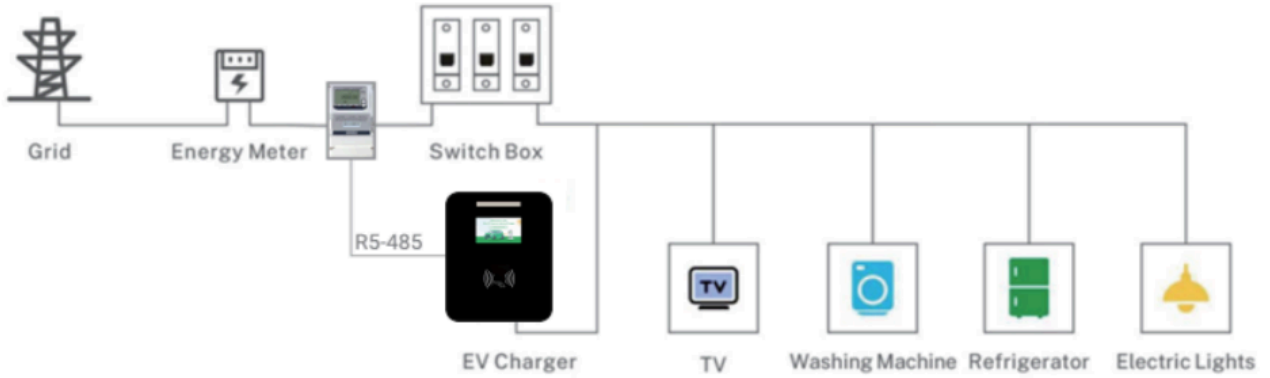 Grid
Energy Meter
Switch Box
R5-485
TV
EV Charger
TV
Washing Machine
Refrigerator
Electric Lights